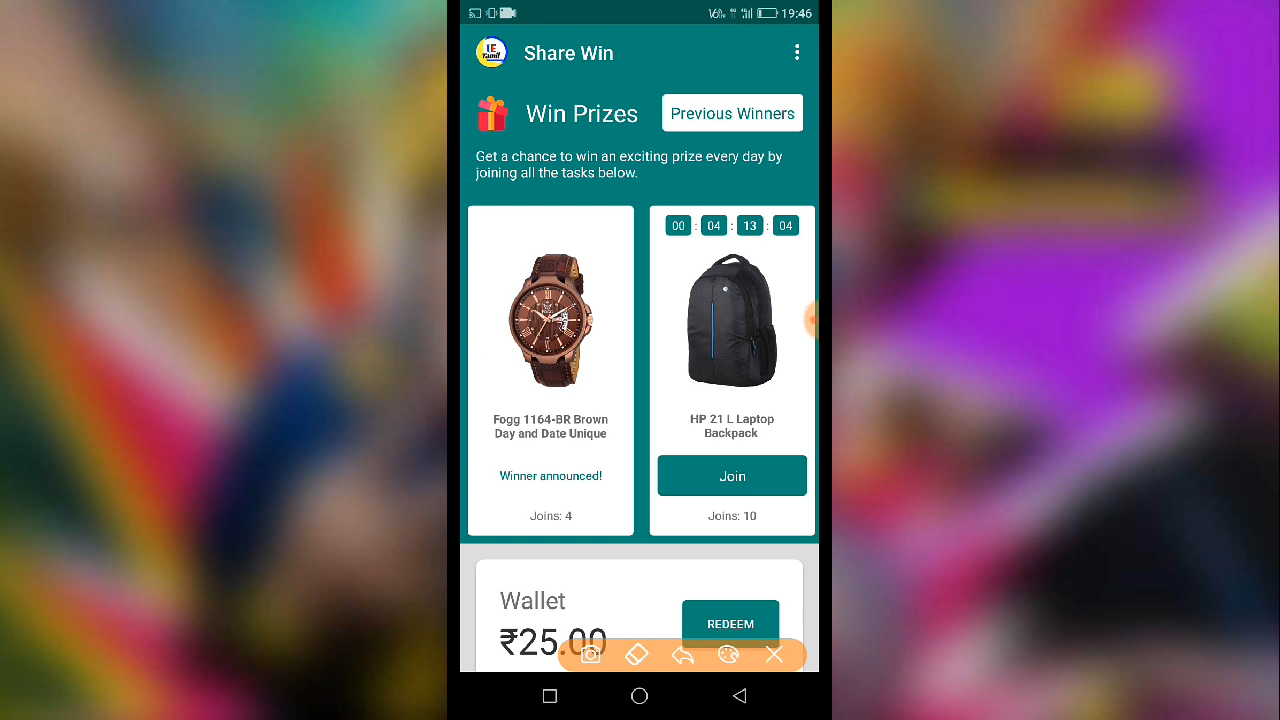 19:46
IE
Tamil
Share Win
Win Prizes
Previous Winners
Get a chance to win an exciting prize every day by
joining all the tasks below.
00 : 04 : 13 : 04
Fogg 1164-BR Brown
Day and Date Unique
HP 21 L Laptop
Backpack
Winner announced!
Join
Joins: 4
Joins: 10
Wallet
₹25.00
REDEEM